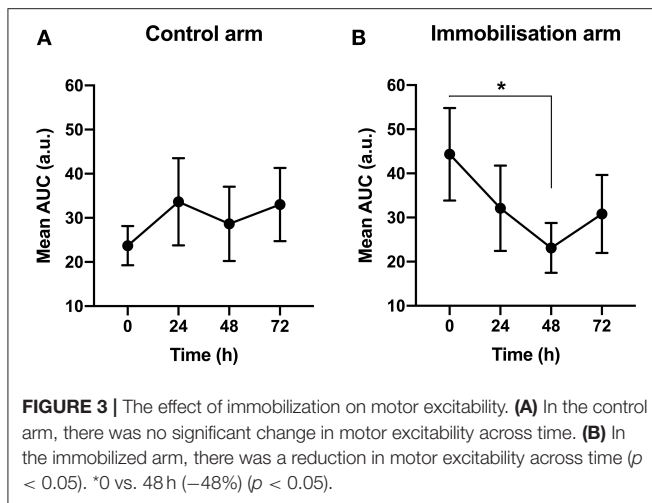 A Control arm
B Immobilisation arm
Mean AUC (a.u.)
60
50
40
30
20
10
0 24 48 72
Time (h)
Mean AUC (a.u.)
60
50
40
30
20
10
*
0 24 48 72
Time (h)
FIGURE 3 | The effect of immobilization on motor excitability. (A) In the control
arm, there was no significant change in motor excitability across time. (B) In
the immobilized arm, there was a reduction in motor excitability across time (p
< 0.05). *0 vs. 48 h (−48%) (p < 0.05).